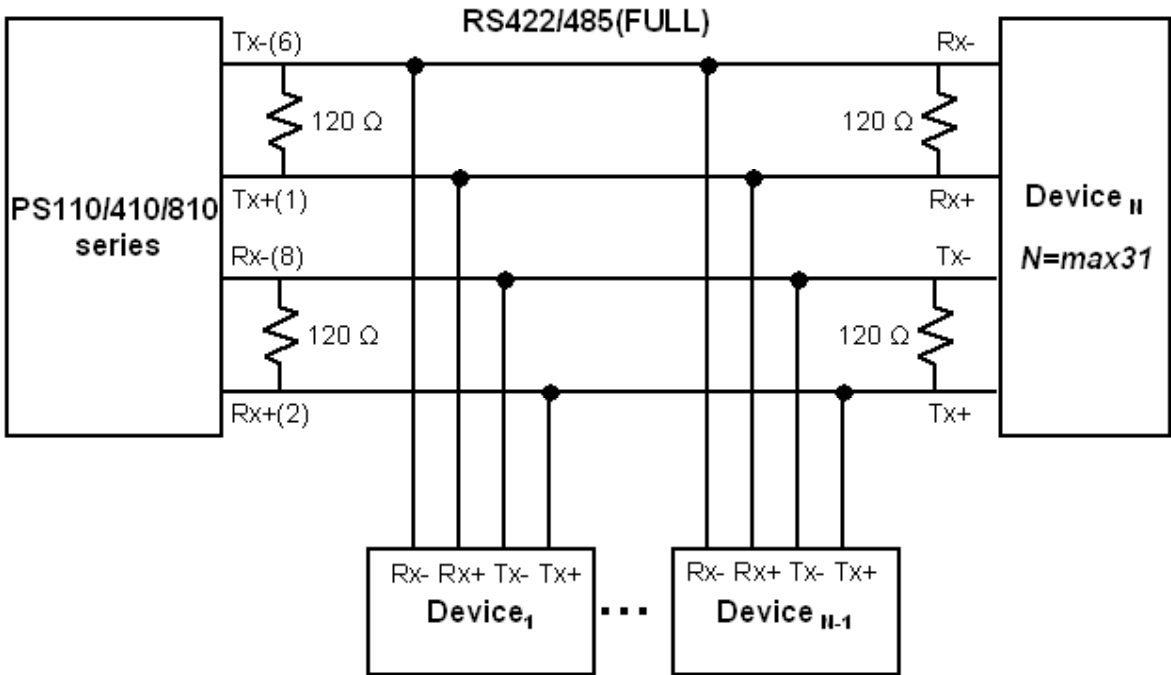 RS422/485(FULL)
Tx-(6)
Rx-
120 Ω
120 Ω
Tx+(1)
Rx+
PS110/410/810
series
Device N
N=max31
Rx-(8)
Tx-
120 Ω
120 Ω
Rx+(2)
Tx+
Rx- Rx+ Tx- Tx+
Device1
...
Rx- Rx+ Tx- Tx+
Device N-1